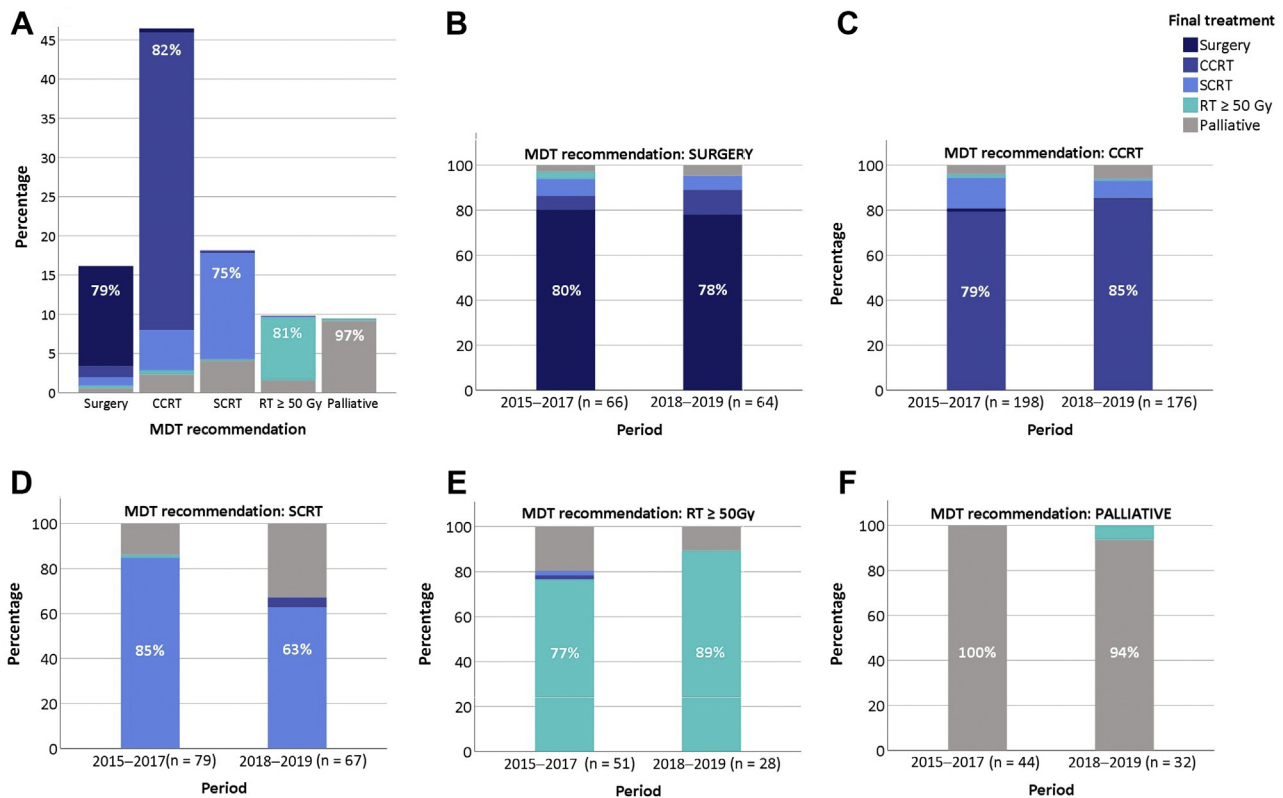 A
Percentage
45
40
35
30
25
20
15
10
5
0
79%
82%
75%
81%
97%
Surgery CCRT SCRT RT ≥ 50 Gy Palliative
MDT recommendation
B
MDT recommendation: SURGERY
Percentage
100
80
60
40
20
0
80%
78%
2015–2017 (n = 66) 2018–2019 (n = 64)
Period
C
MDT recommendation: CCRT
Percentage
100
80
60
40
20
0
79%
85%
2015–2017 (n = 198) 2018–2019 (n = 176)
Period
Final treatment
Surgery
CCRT
SCRT
RT ≥ 50 Gy
Palliative
D
MDT recommendation: SCRT
Percentage
100
80
60
40
20
0
85%
63%
2015–2017(n = 79) 2018–2019 (n = 67)
Period
E
MDT recommendation: RT ≥ 50Gy
Percentage
100
80
60
40
20
0
77%
89%
2015–2017 (n = 51) 2018–2019 (n = 28)
Period
F
MDT recommendation: PALLIATIVE
Percentage
100
80
60
40
20
0
100%
94%
2015–2017 (n = 44) 2018–2019 (n = 32)
Period